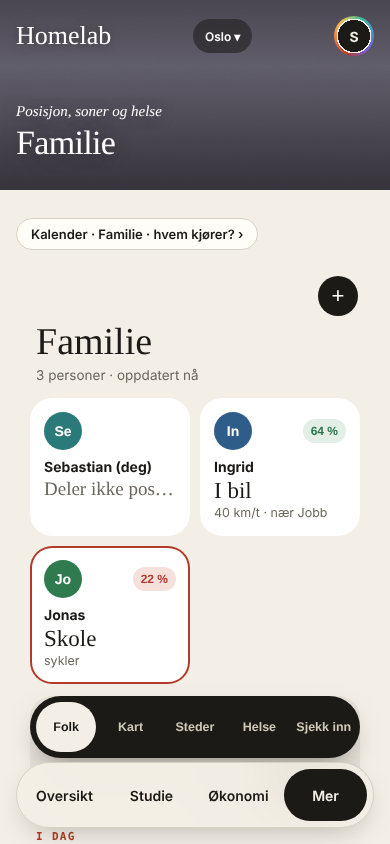 Homelab
Oslo ▾
S
Posisjon, soner og helse
Familie
Kalender · Familie · hvem kjører? ›
+
Familie
3 personer · oppdatert nå
Se
Sebastian (deg)
Deler ikke pos…
In
64 %
Ingrid
I bil
40 km/t · nær Jobb
Jo
22 %
Jonas
Skole
sykler
Folk
Kart
Steder
Helse
Sjekk inn
Oversikt
Studie
Økonomi
Mer
I DAG